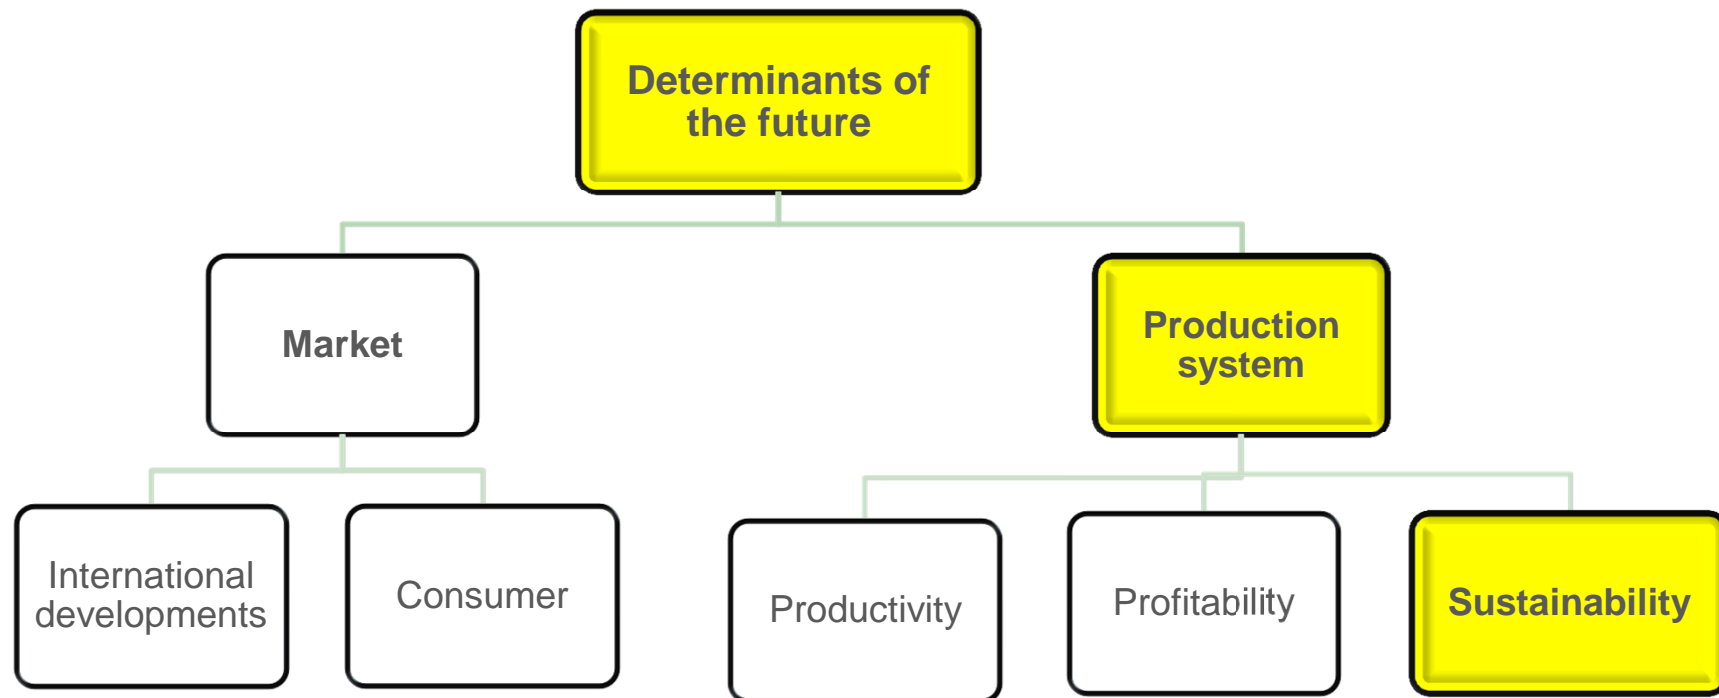 Determinants of
the future
Market
Production
system
International
developments
Consumer
Productivity
Profitability
Sustainability